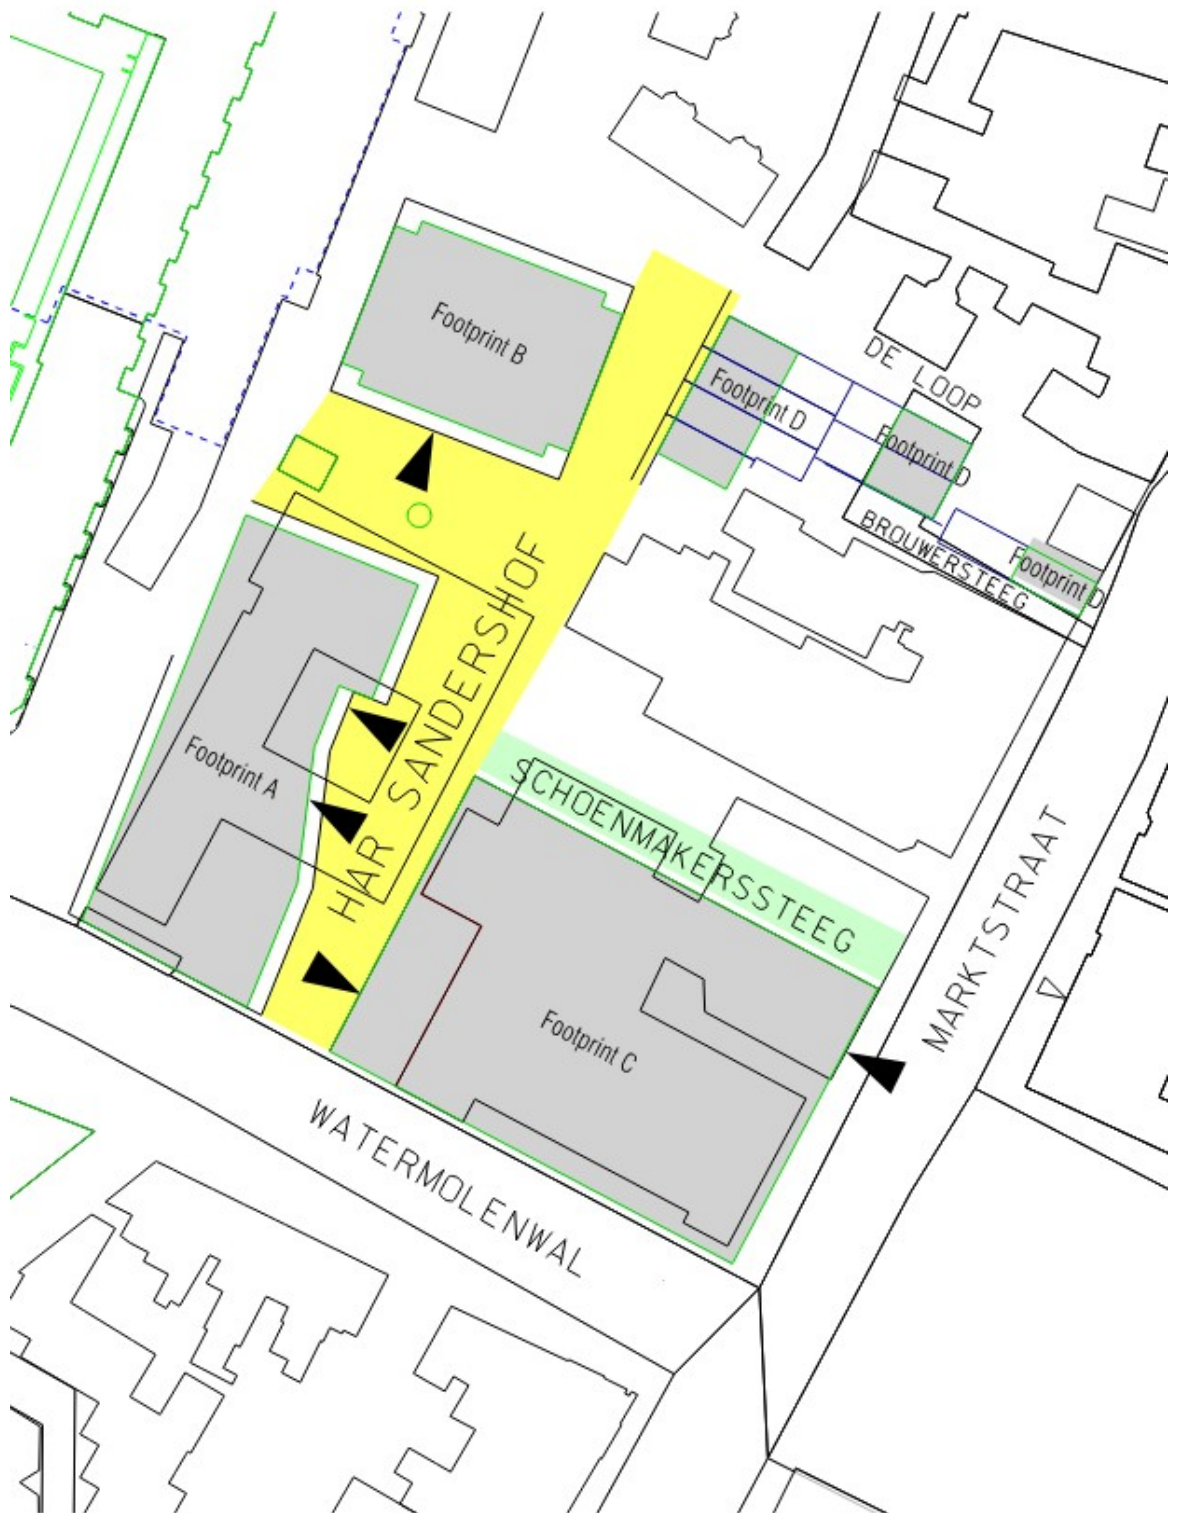 Footprint B
DE LOOP
Footprint D
Footprint D
BROUWERSTEEG
Footprint D
HAR SANDERSHOF
Footprint A
SCHOENMAKERSSTEEG
MARKTSTRAAT
Footprint C
WATERMOLENWAL